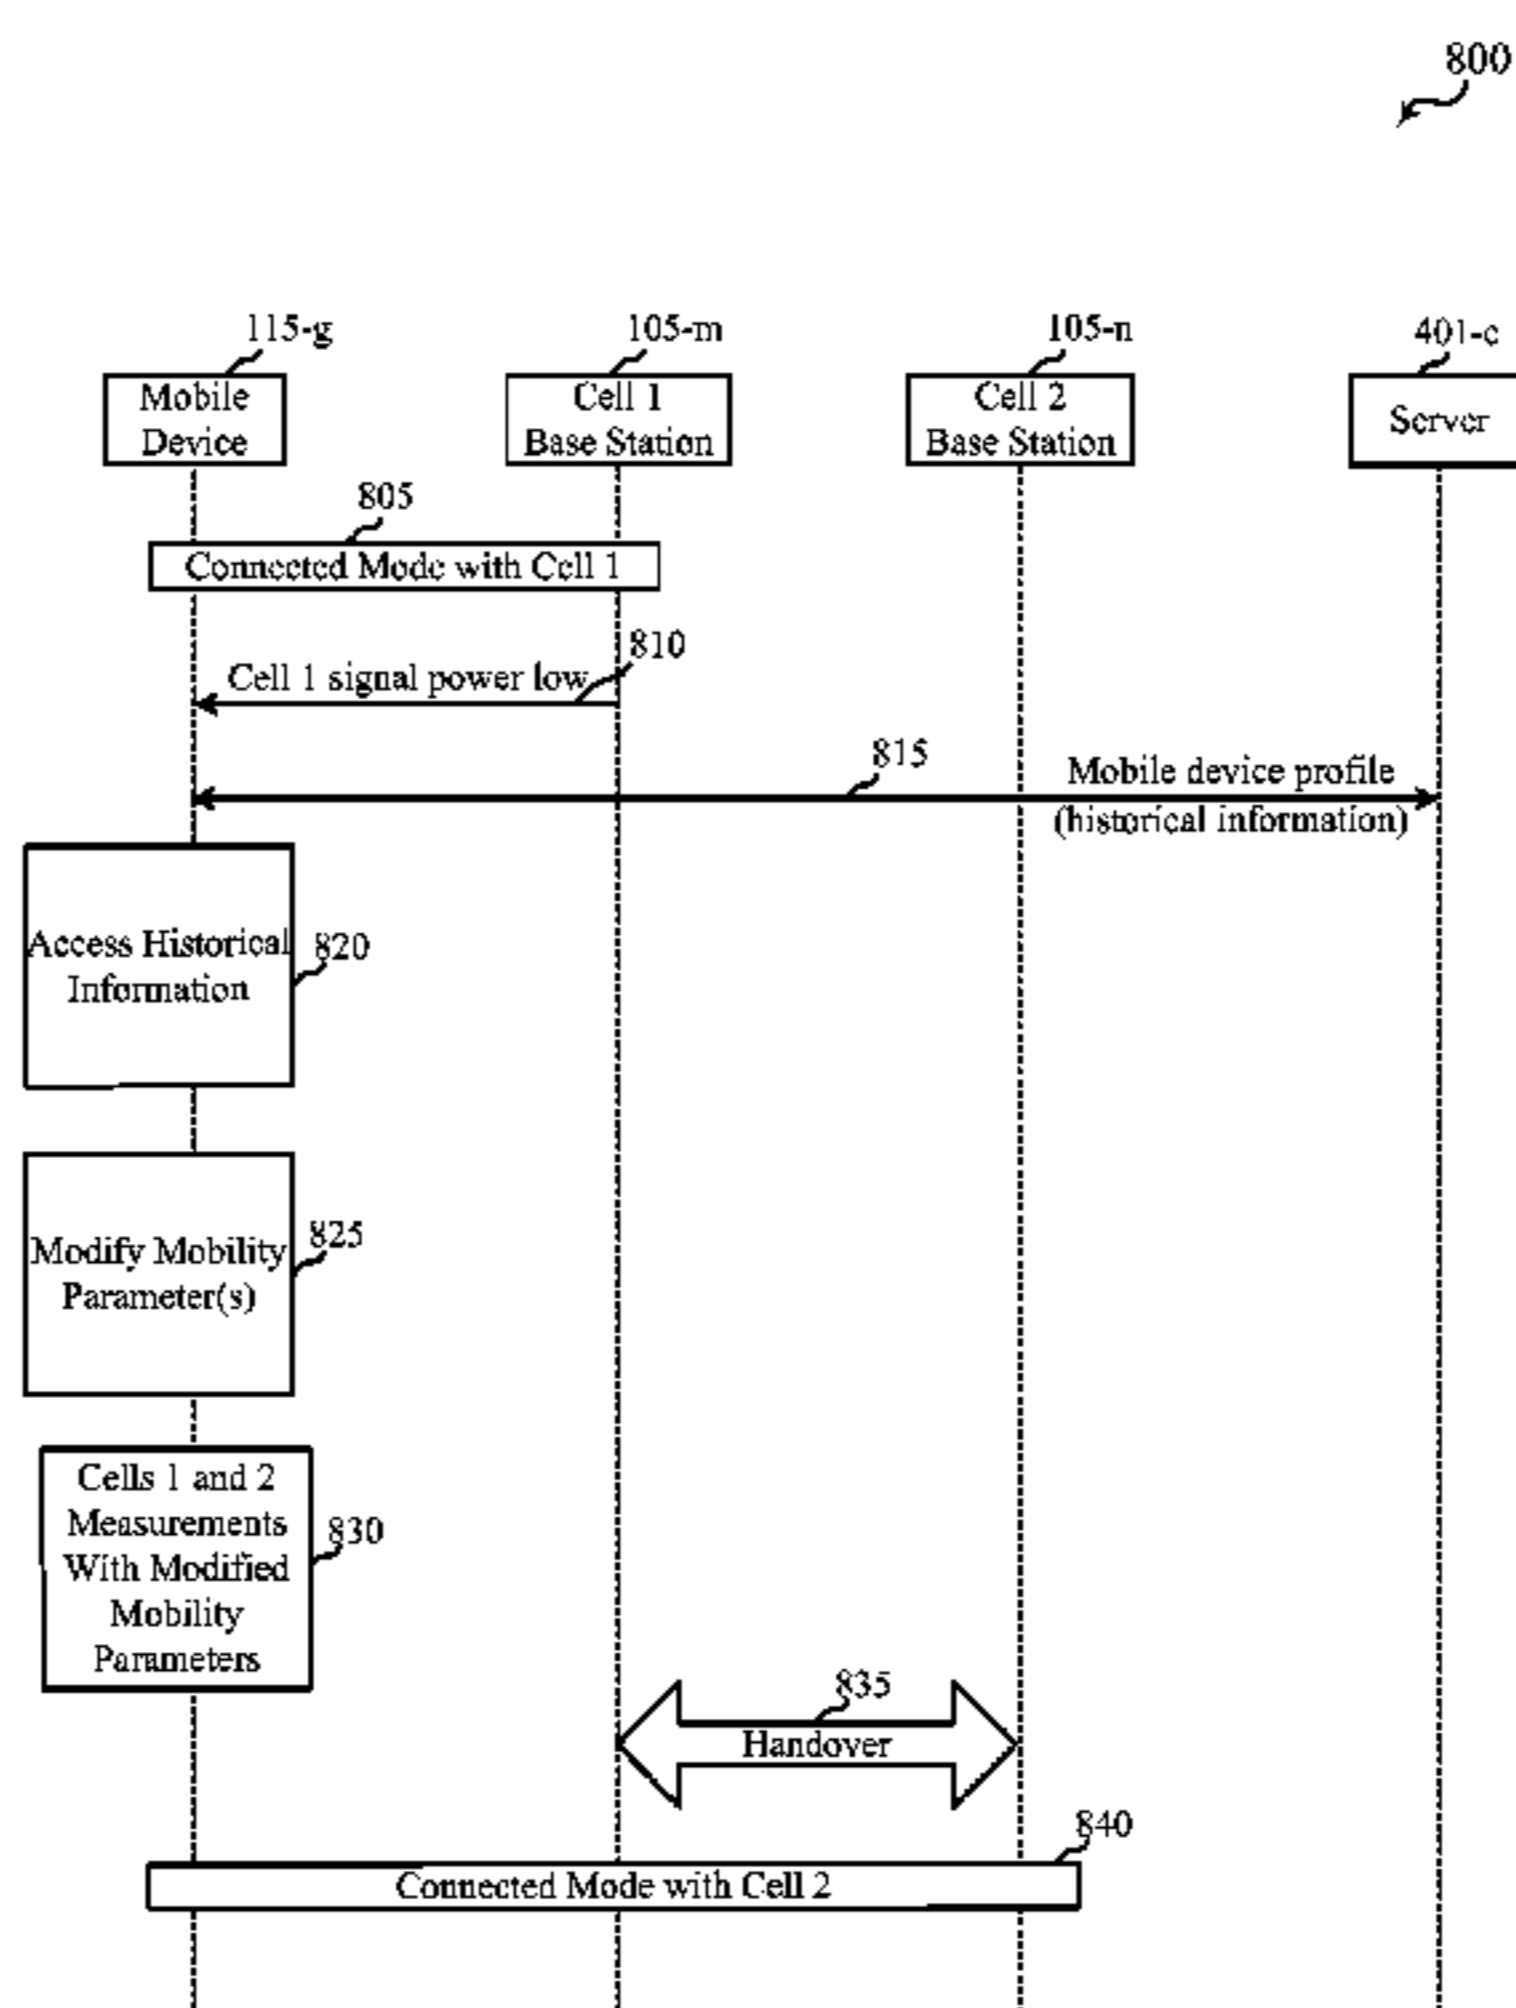 800
115-g
105-m
105-n
401-c
Mobile
Device
Cell 1
Base Station
Cell 2
Base Station
Server
805
Connected Mode with Cell 1
810
Cell 1 signal power low
815
Mobile device profile
(historical information)
Access Historical
Information
820
Modify Mobility
Parameter(s)
825
Cells 1 and 2
Measurements
With Modified
Mobility
Parameters
830
835
Handover
840
Connected Mode with Cell 2